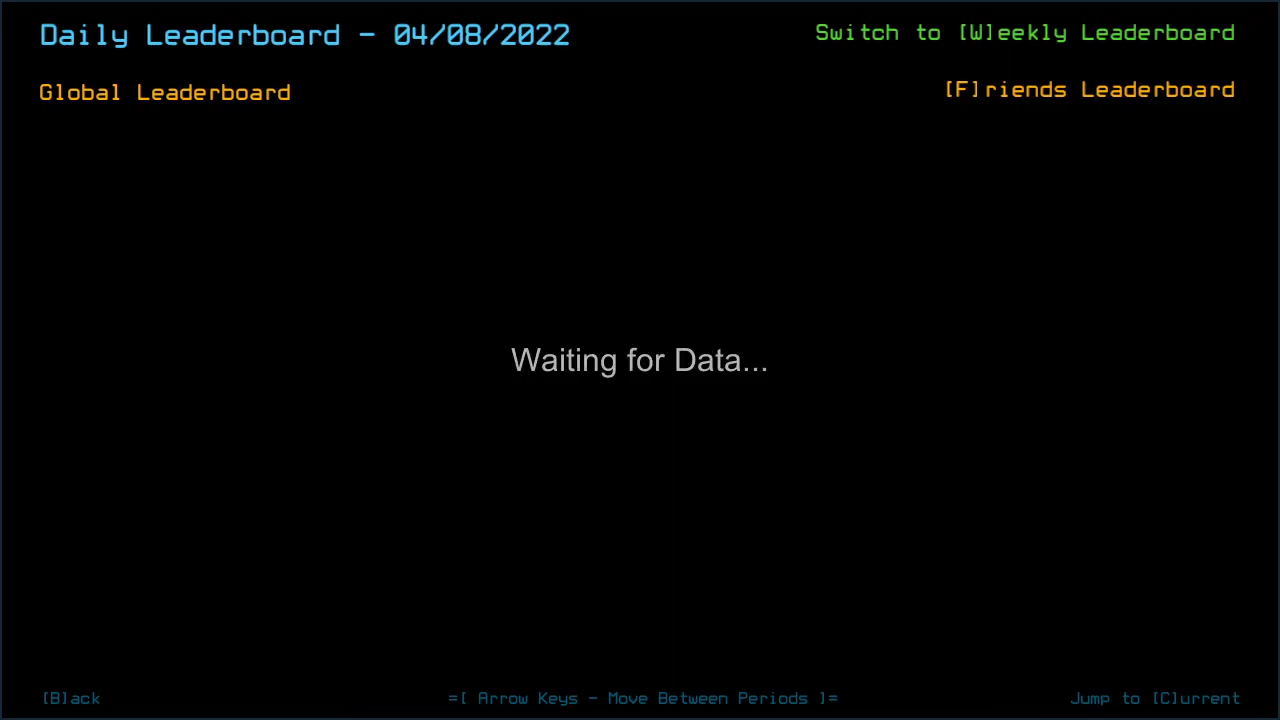 Daily Leaderboard - 04/08/2022
Switch to [W]eekly Leaderboard
Global Leaderboard
[F]riends Leaderboard
Waiting for Data...
[B]ack
=[ Arrow Keys - Move Between Periods ]=
Jump to [C]urrent